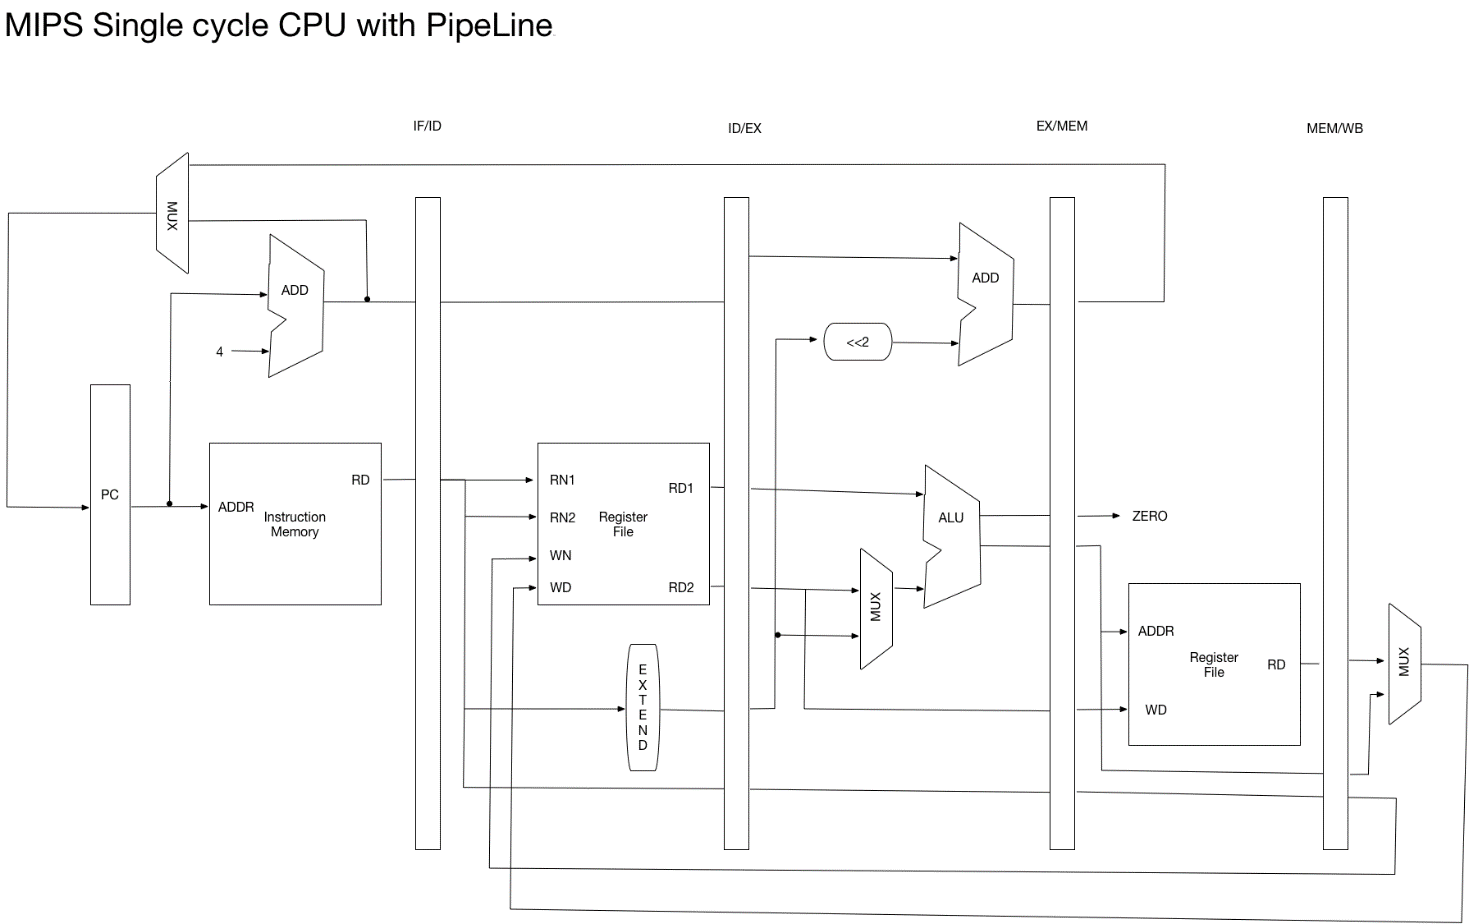 MIPS Single cycle CPU with PipeLine
IF/ID
ID/EX
EX/MEM
MEM/WB
MUX
ADD
4
ADD
<<2
PC
RD
ADDR
Instruction
Memory
RN1
RD1
RN2
Register
File
WN
WD
RD2
ALU
ZERO
MUX
EXTEND
ADDR
Register
File
RD
WD
MUX